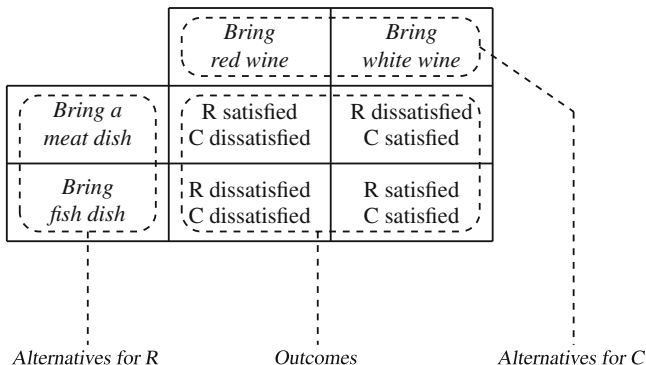 Bring Bring
red wine white wine
Bring a R satisfied R dissatisfied
meat dish C dissatisfied C satisfied
Bring R dissatisfied R satisfied
fish dish C dissatisfied C satisfied
Alternatives for R Outcomes Alternatives for C